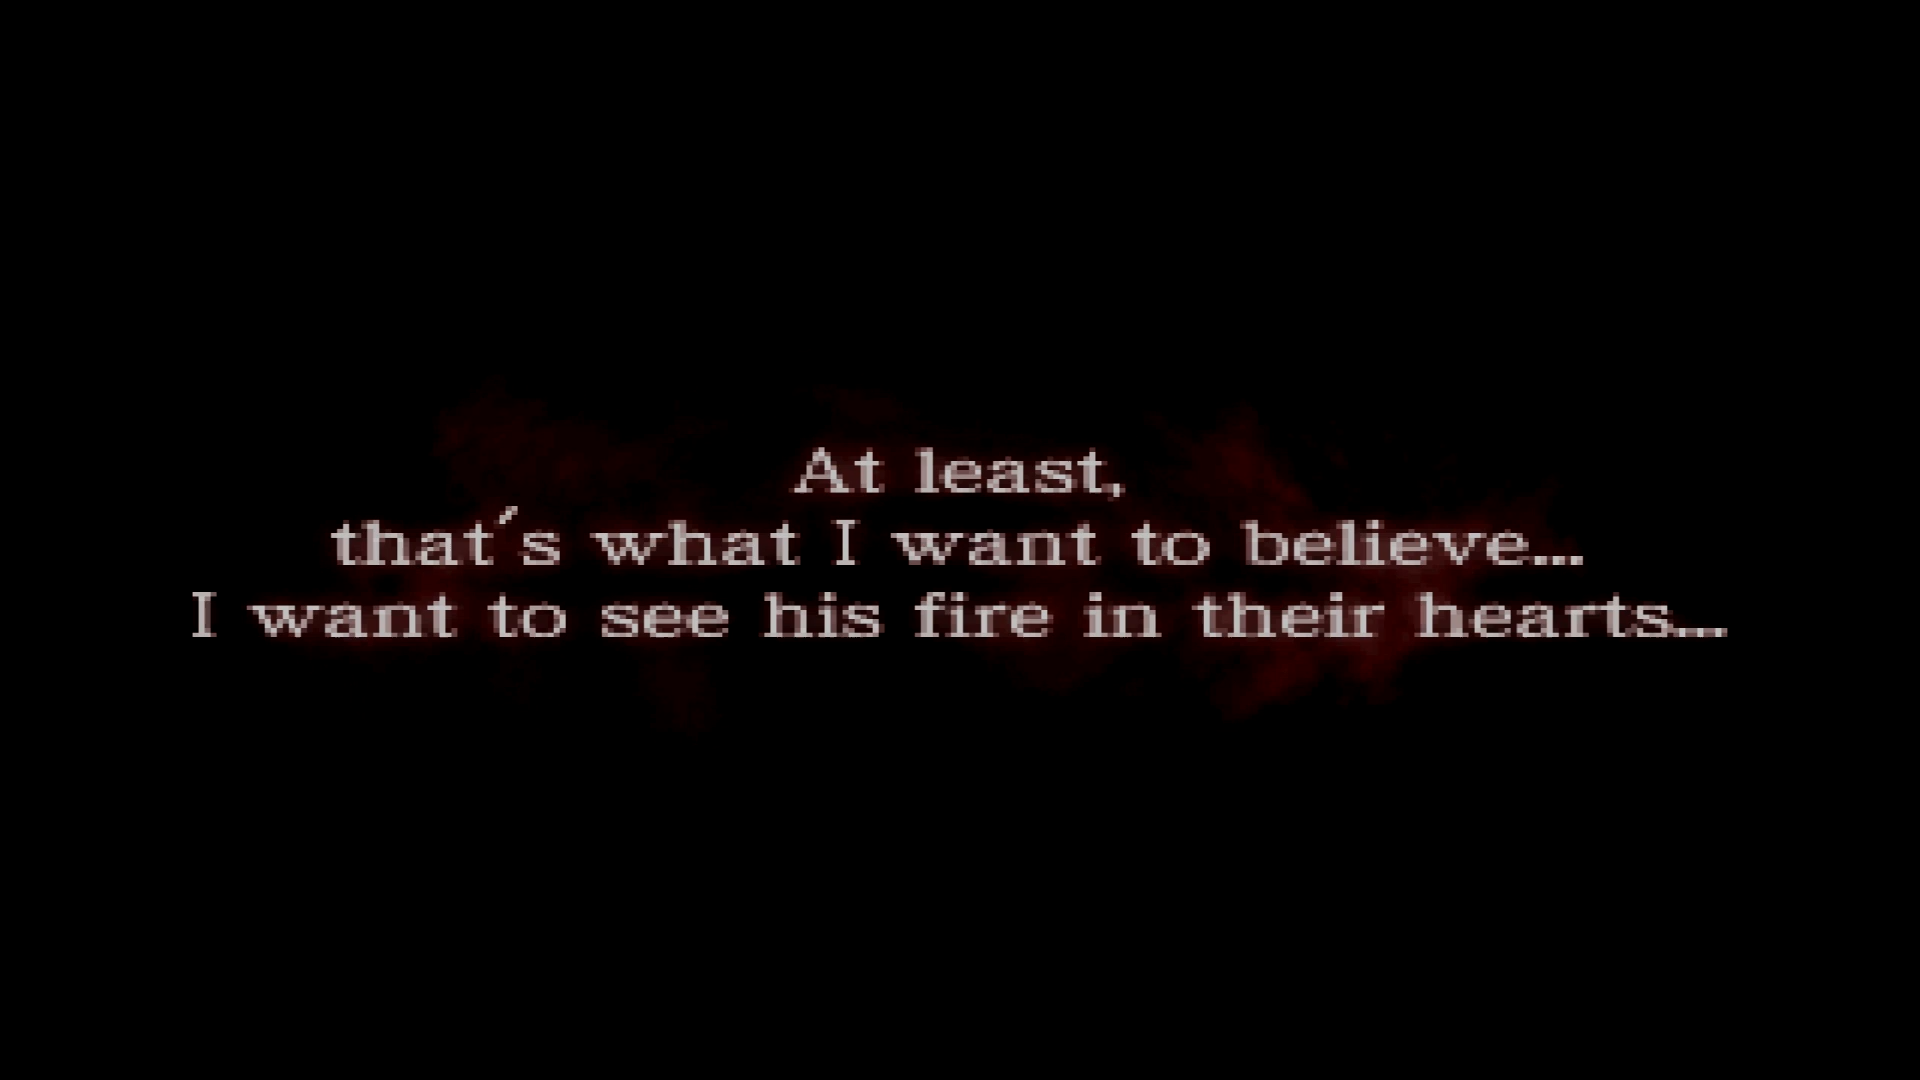 At least,
that´s what I want to believe...
I want to see his fire in their hearts...